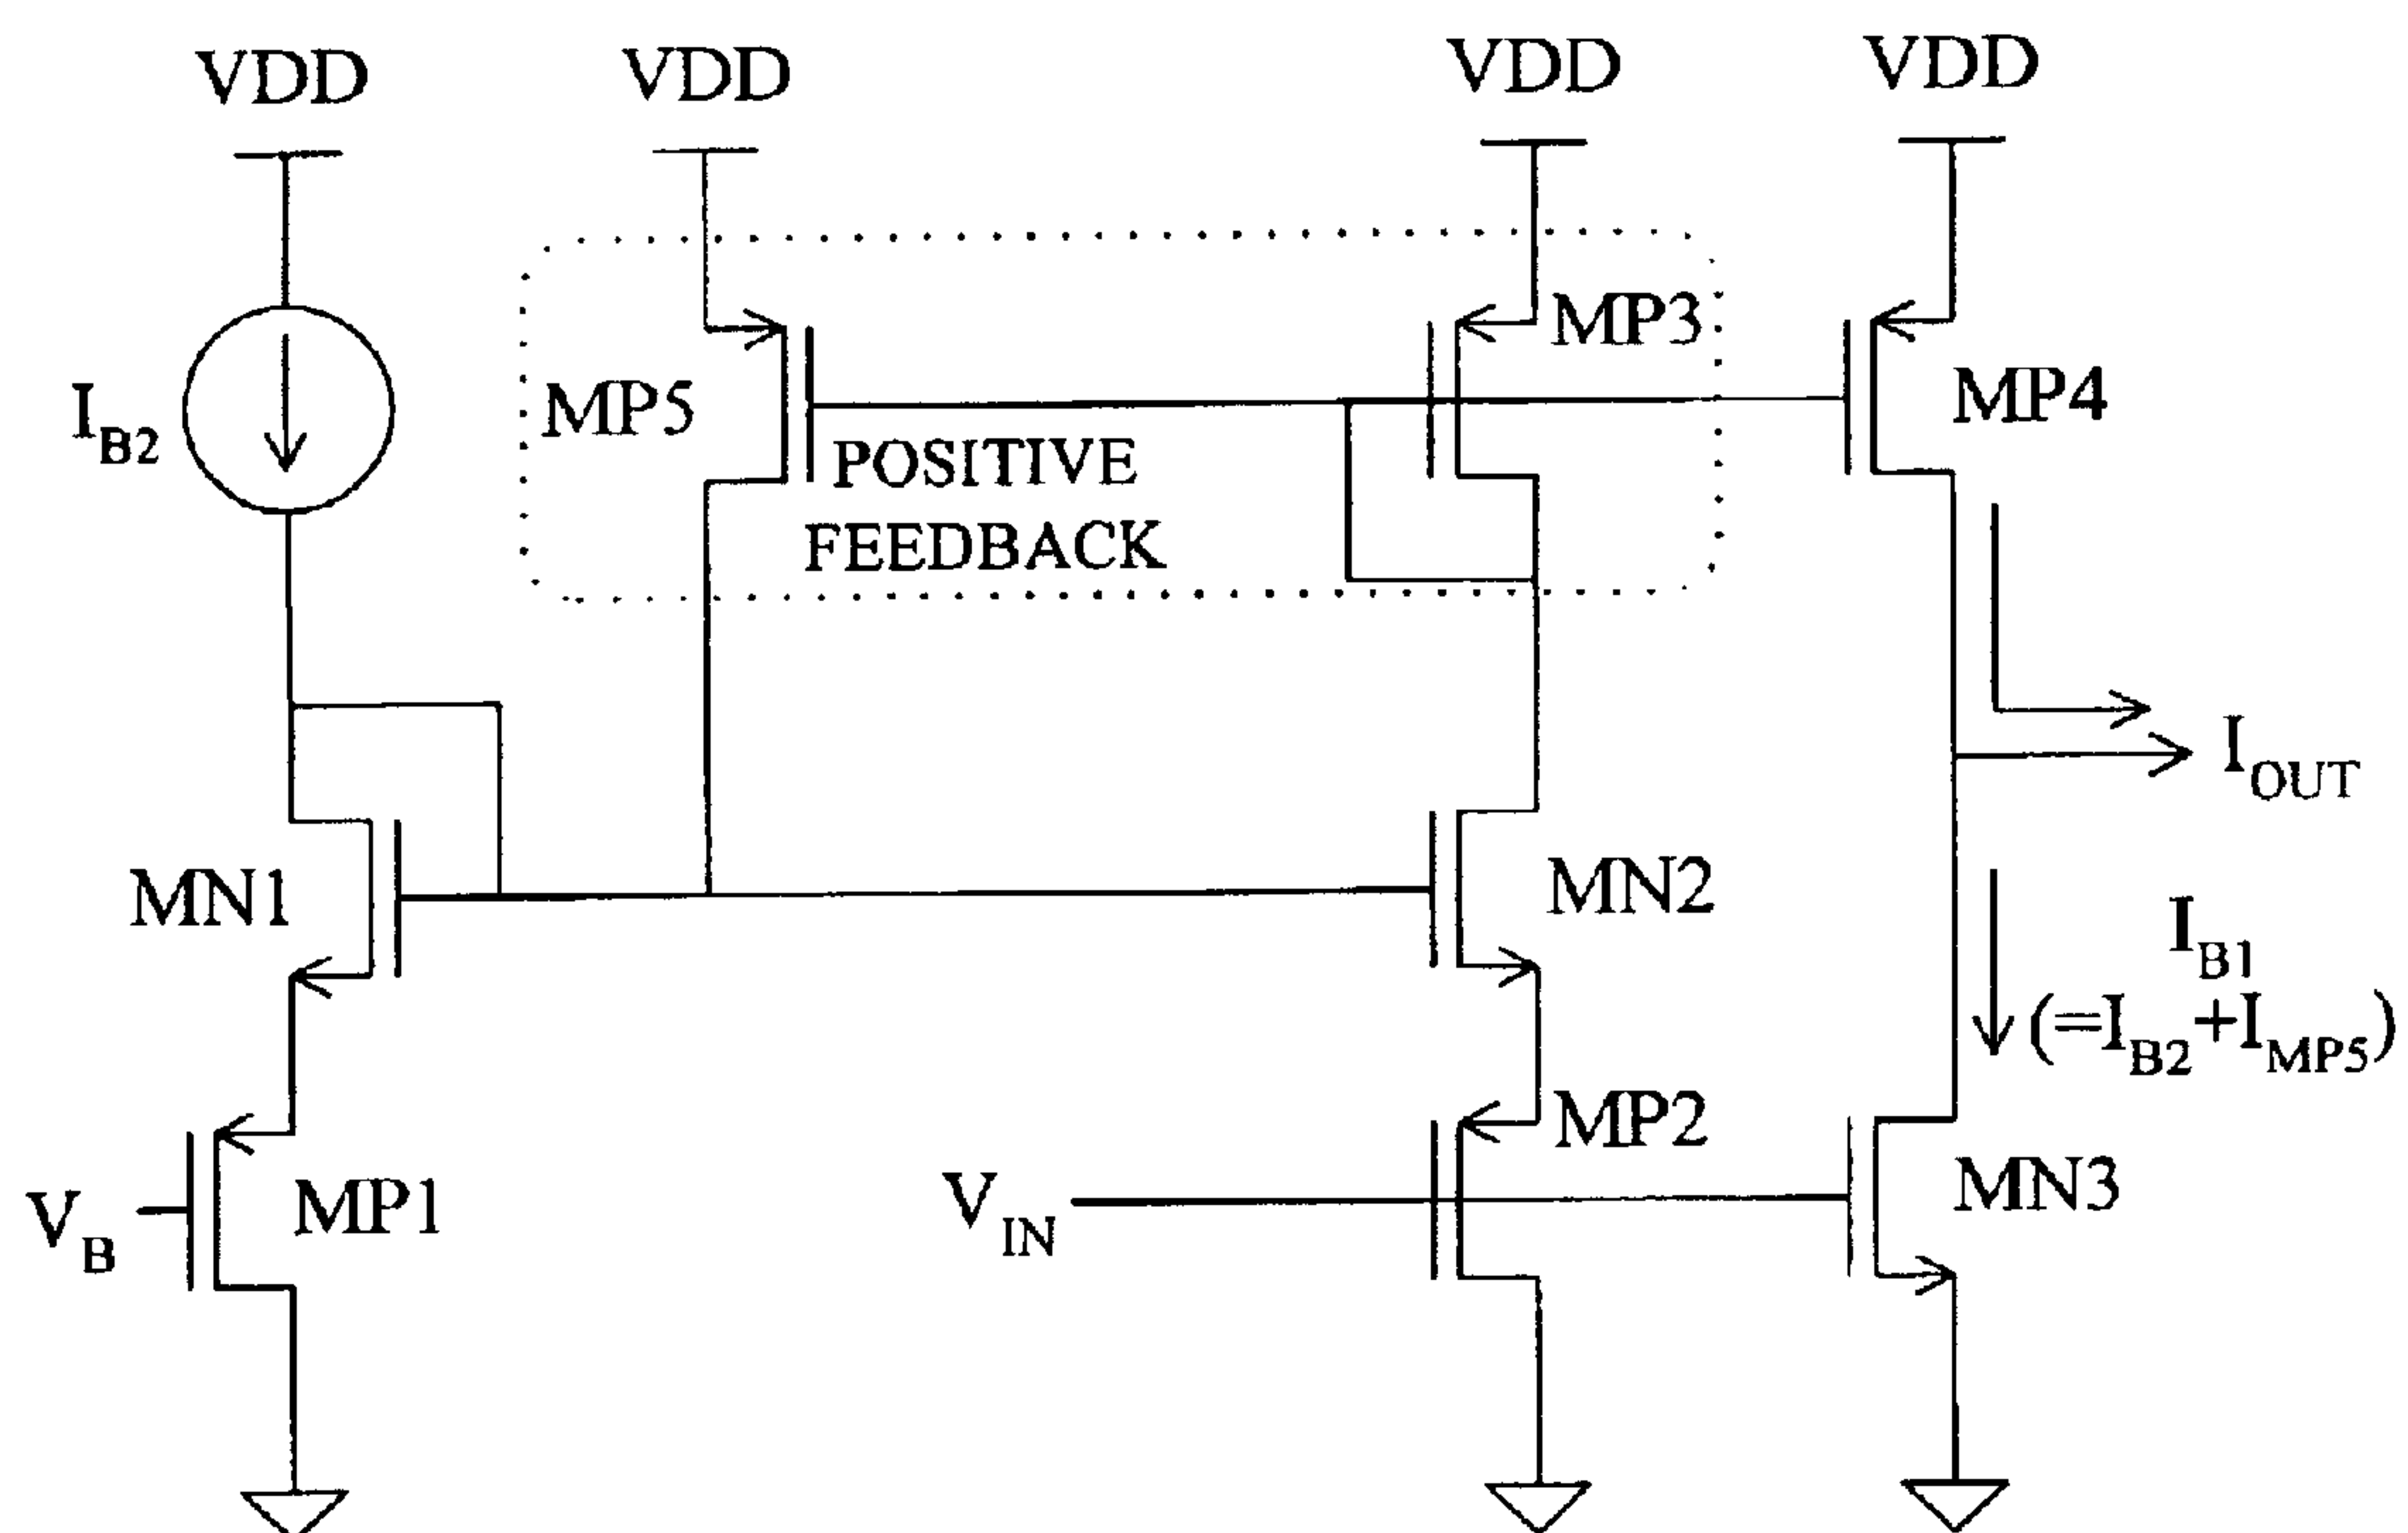 VDD VDD VDD VDD
MP3
MP5
MP4
I_B2
POSITIVE
FEEDBACK
I_OUT
MN1
MN2
I_B1
(=I_B2+I_MP5)
MP2
V_B
MP1
V_IN
MN3